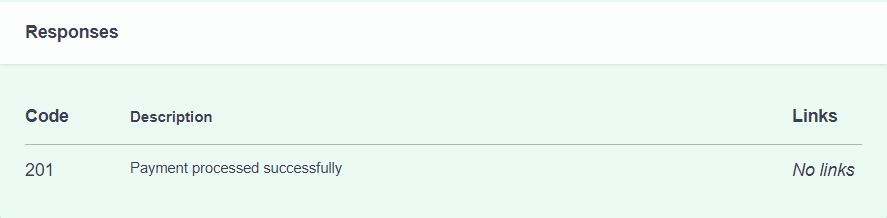 Responses
Code Description Links
201 Payment processed successfully No links